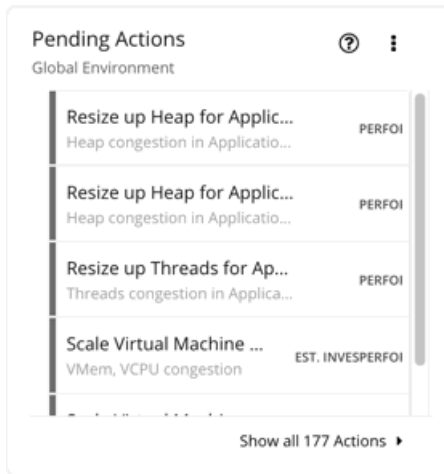 Pending Actions
Global Environment
Resize up Heap for Applic...
Heap congestion in Applicatio...
PERFOI
Resize up Heap for Applic...
Heap congestion in Applicatio...
PERFOI
Resize up Threads for Ap...
Threads congestion in Applica...
PERFOI
Scale Virtual Machine ...
VMem, VCPU congestion
EST. INVESPERFOI
Show all 177 Actions